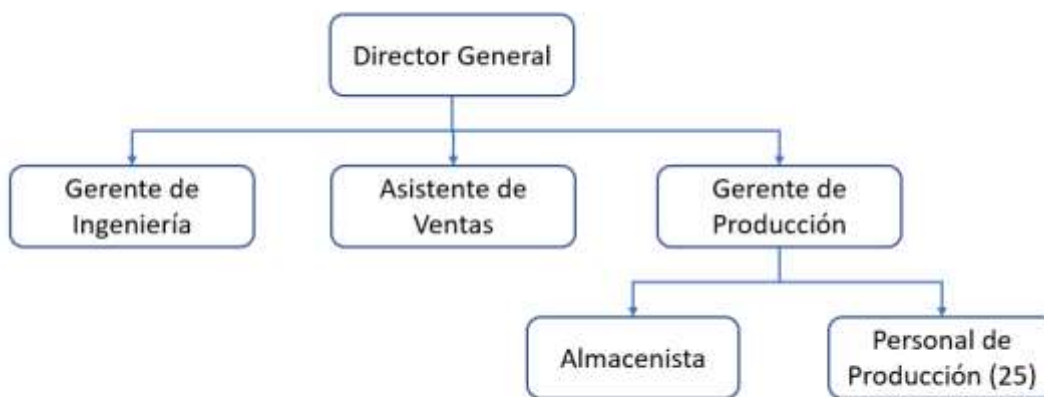 Director General
Gerente de
Ingeniería
Asistente de
Ventas
Gerente de
Producción
Almacenista
Personal de
Producción (25)